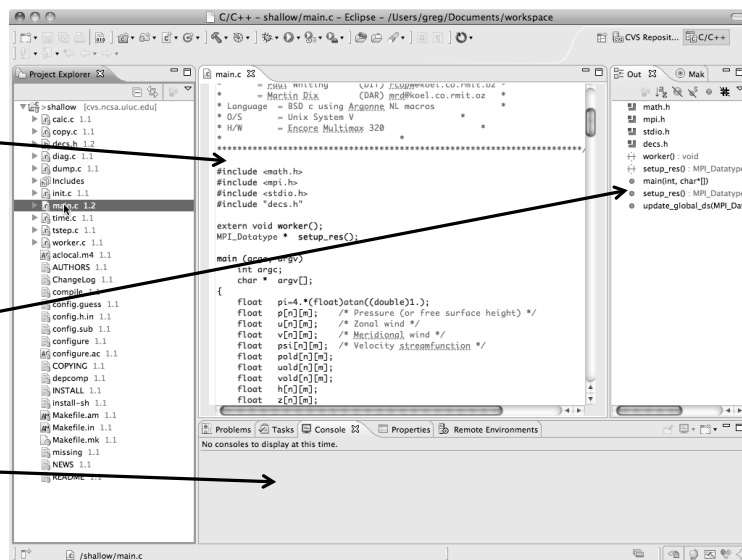 C/C++ - shallow/main.c - Eclipse - /Users/greg/Documents/workspace
CVS Reposit...
C/C++
Project Explorer
>shallow [cvs.ncsa.uiuc.edu]
calc.c 1.1
copy.c 1.1
decs.h 1.2
diag.c 1.1
dump.c 1.1
Includes
init.c 1.1
main.c 1.2
time.c 1.1
tstep.c 1.1
worker.c 1.1
aclocal.m4 1.1
AUTHORS 1.1
ChangeLog 1.1
compile 1.1
config.guess 1.1
config.h.in 1.1
config.sub 1.1
configure 1.1
configure.ac 1.1
COPYING 1.1
depcomp 1.1
INSTALL 1.1
install-sh 1.1
Makefile.am 1.1
Makefile.in 1.1
Makefile.mk 1.1
missing 1.1
NEWS 1.1
README 1.1
main.c
* = Martin Dix (DAR) mrd@koel.co.rmit.oz *
* Language = BSD c using Argonne NL macros *
* O/S = Unix System V *
* H/W = Encore Multimax 320 *
* *
#include <math.h>
#include <mpi.h>
#include <stdio.h>
#include "decs.h"
extern void worker();
MPI_Datatype * setup_res();
main (argc, argv)
int argc;
char * argv[];
{
float pi=4.*(float)atan((double)1.);
float p[n][m]; /* Pressure (or free surface height) */
float u[n][m]; /* Zonal wind */
float v[n][m]; /* Meridional wind */
float psi[n][m]; /* Velocity streamfunction */
float pold[n][m];
float uold[n][m];
float vold[n][m];
float h[n][m];
float z[n][m];
Out
Mak
math.h
mpi.h
stdio.h
decs.h
worker() : void
setup_res() : MPI_Datatype
main(int, char*[])
setup_res() : MPI_Datatype
update_global_ds(MPI_Dat
Problems
Tasks
Console
Properties
Remote Environments
No consoles to display at this time.
/shallow/main.c